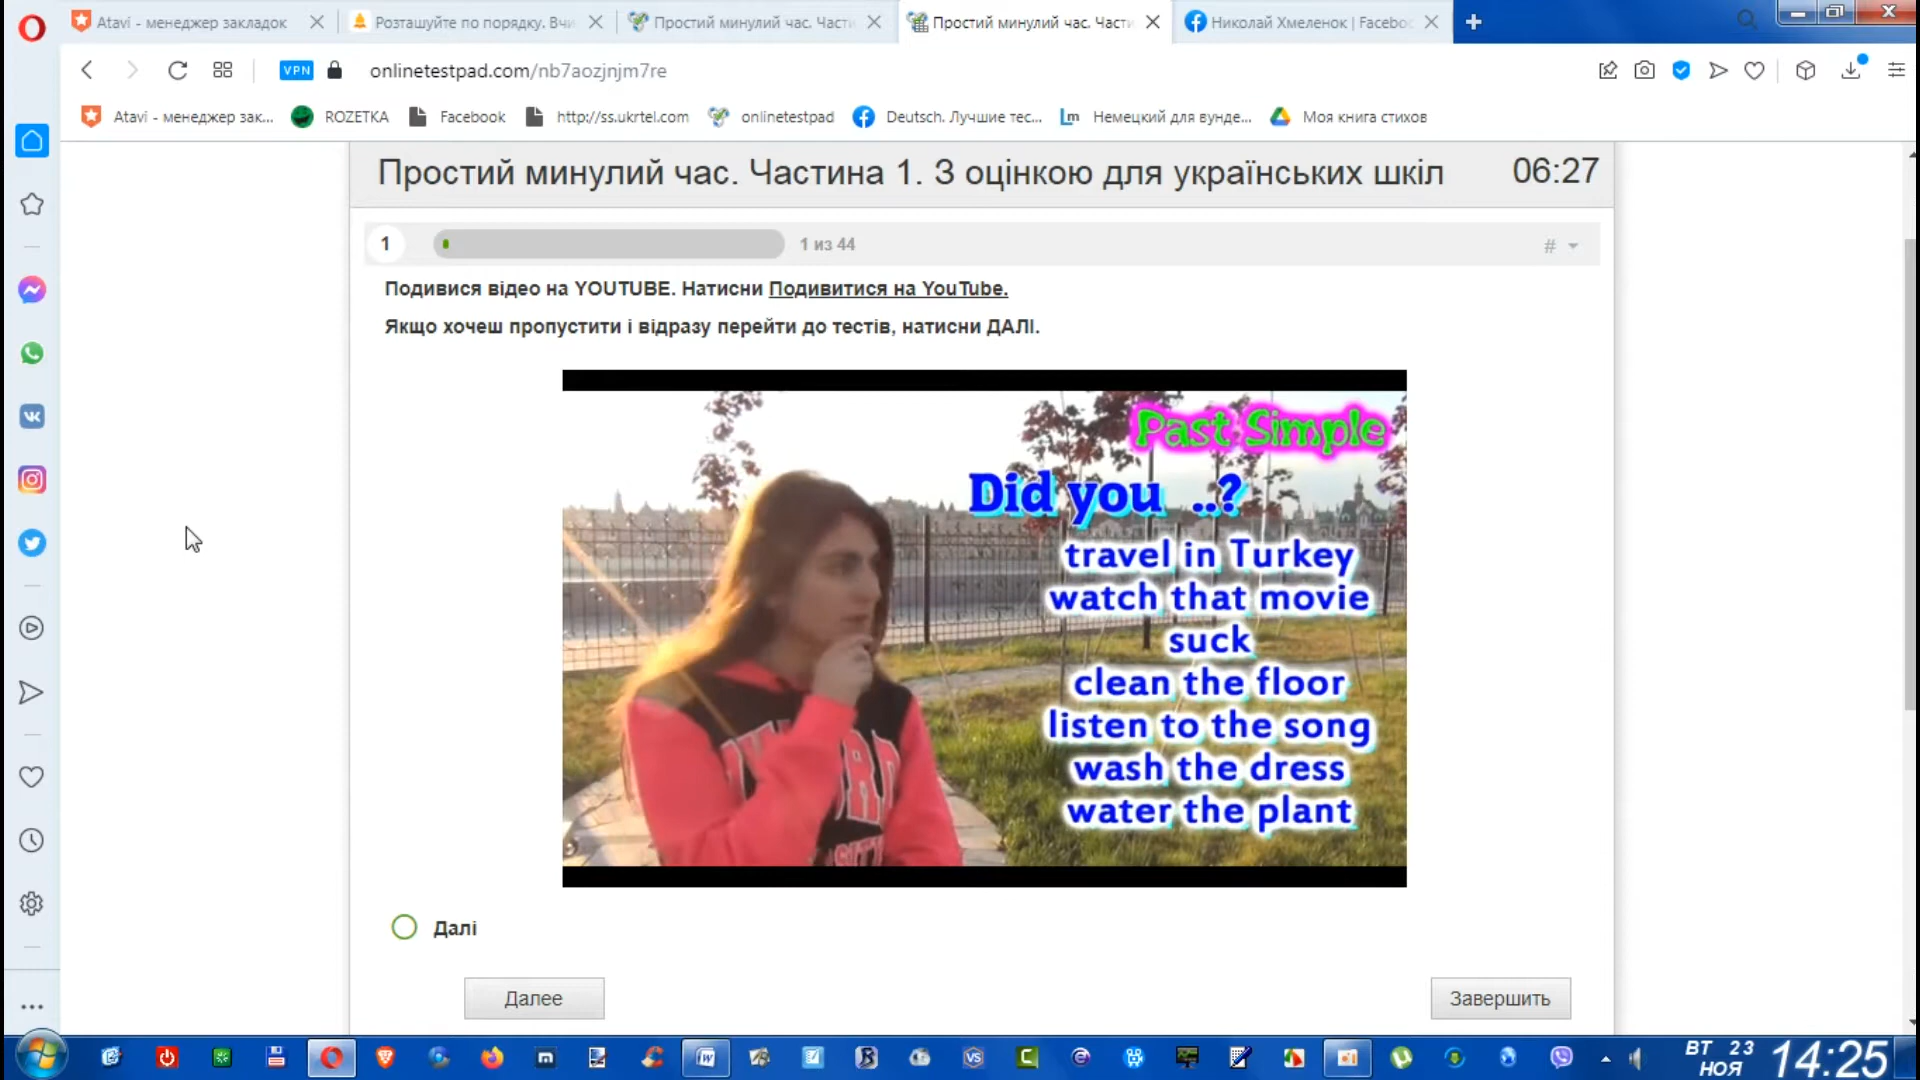 Atavi - менеджер закладок
Розташуйте по порядку. Вчи
Простий минулий час. Части
Простий минулий час. Части
Николай Хмеленок | Facebo
VPN
onlinetestpad.com/nb7aozjnjm7re
Atavi - менеджер зак...
ROZETKA
Facebook
http://ss.ukrtel.com
onlinetestpad
Deutsch. Лучшие тес...
Немецкий для вунде...
Моя книга стихов
Простий минулий час. Частина 1. З оцінкою для українських шкіл
06:27
1
1 из 44
#
Подивися відео на YOUTUBE. Натисни Подивитися на YouTube.
Якщо хочеш пропустити і відразу перейти до тестів, натисни ДАЛІ.
Past Simple
Did you ..?
travel in Turkey
watch that movie
suck
clean the floor
listen to the song
wash the dress
water the plant
Далі
Далее
Завершить
ВТ 23
НОЯ
14:25